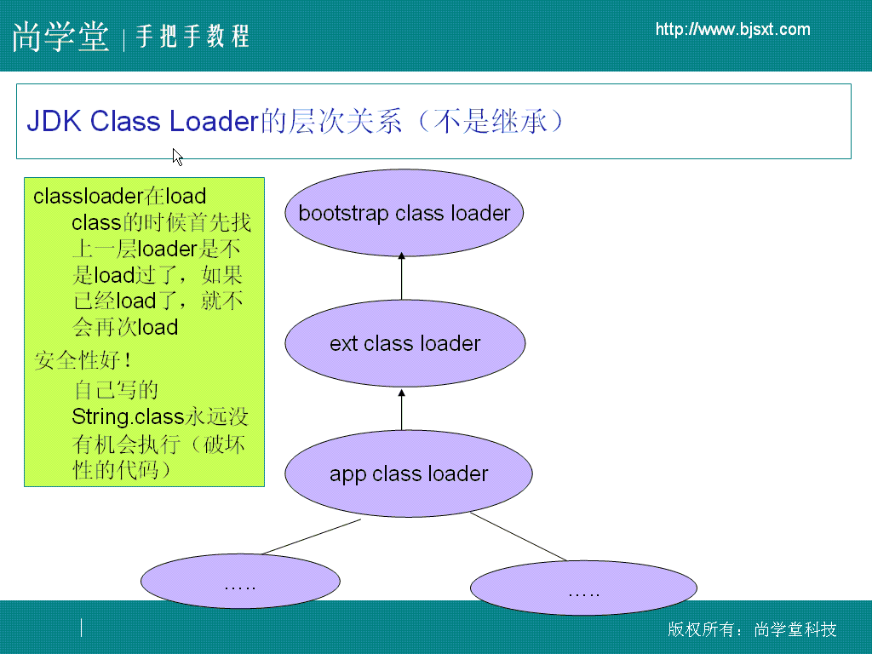 尚学堂 | 手把手教程
http://www.bjsxt.com
JDK Class Loader的层次关系（不是继承）
classloader在load
class的时候首先找
上一层loader是不
是load过了，如果
已经load了，就不
会再次load
安全性好！
自己写的
String.class永远没
有机会执行（破坏
性的代码）
bootstrap class loader
ext class loader
app class loader
…..
…..
版权所有：尚学堂科技